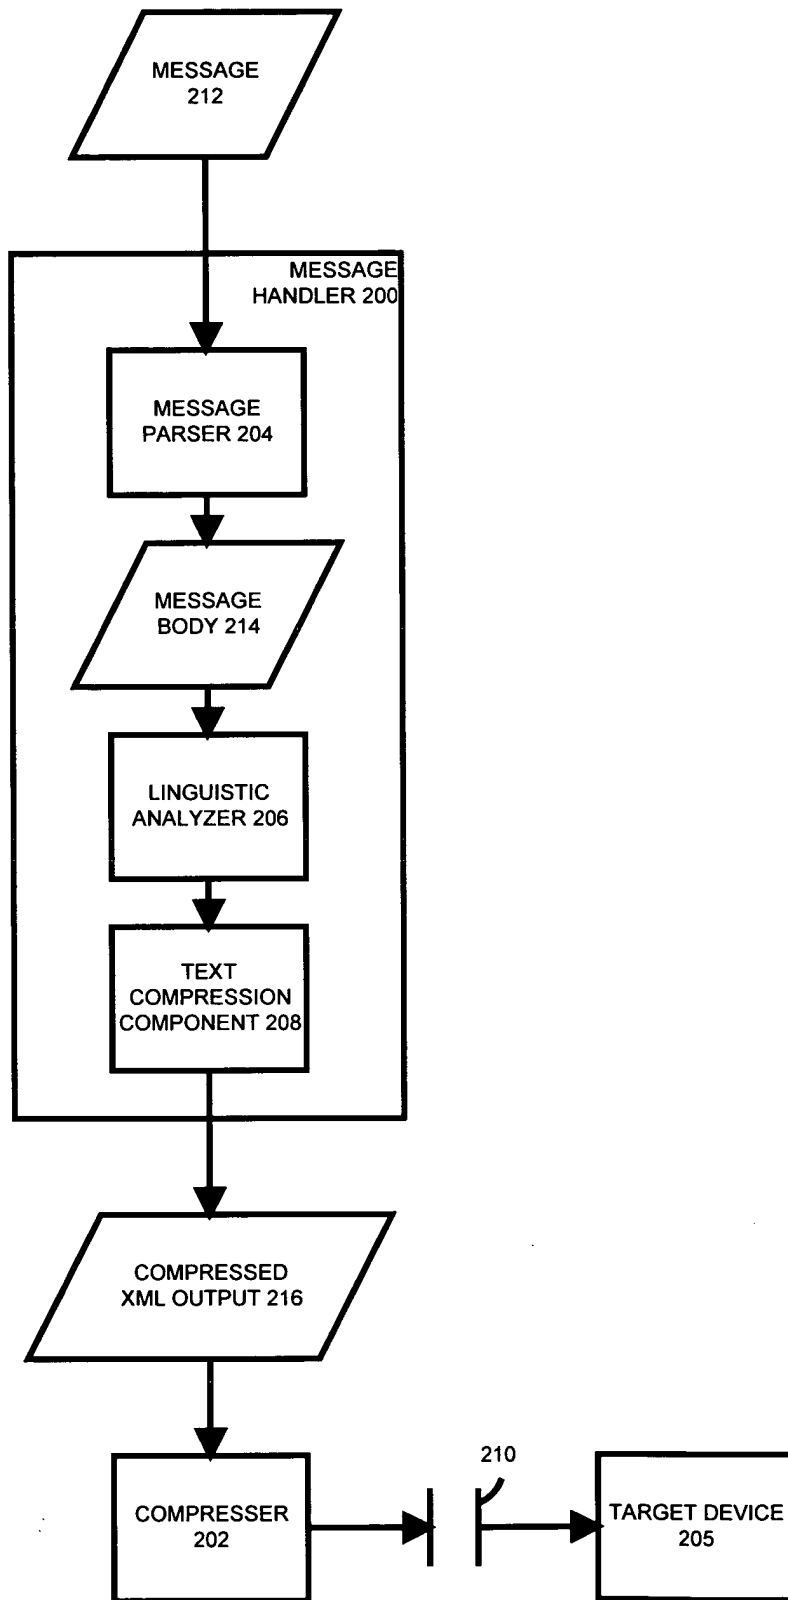 MESSAGE
212
MESSAGE
HANDLER 200
MESSAGE
PARSER 204
MESSAGE
BODY 214
LINGUISTIC
ANALYZER 206
TEXT
COMPRESSION
COMPONENT 208
COMPRESSED
XML OUTPUT 216
COMPRESSER
202
210
TARGET DEVICE
205